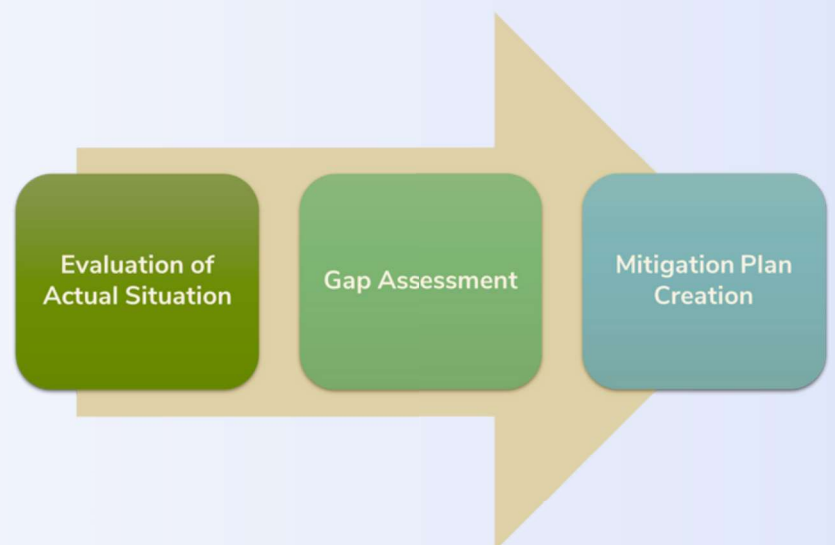 Evaluation of
Actual Situation
Gap Assessment
Mitigation Plan
Creation